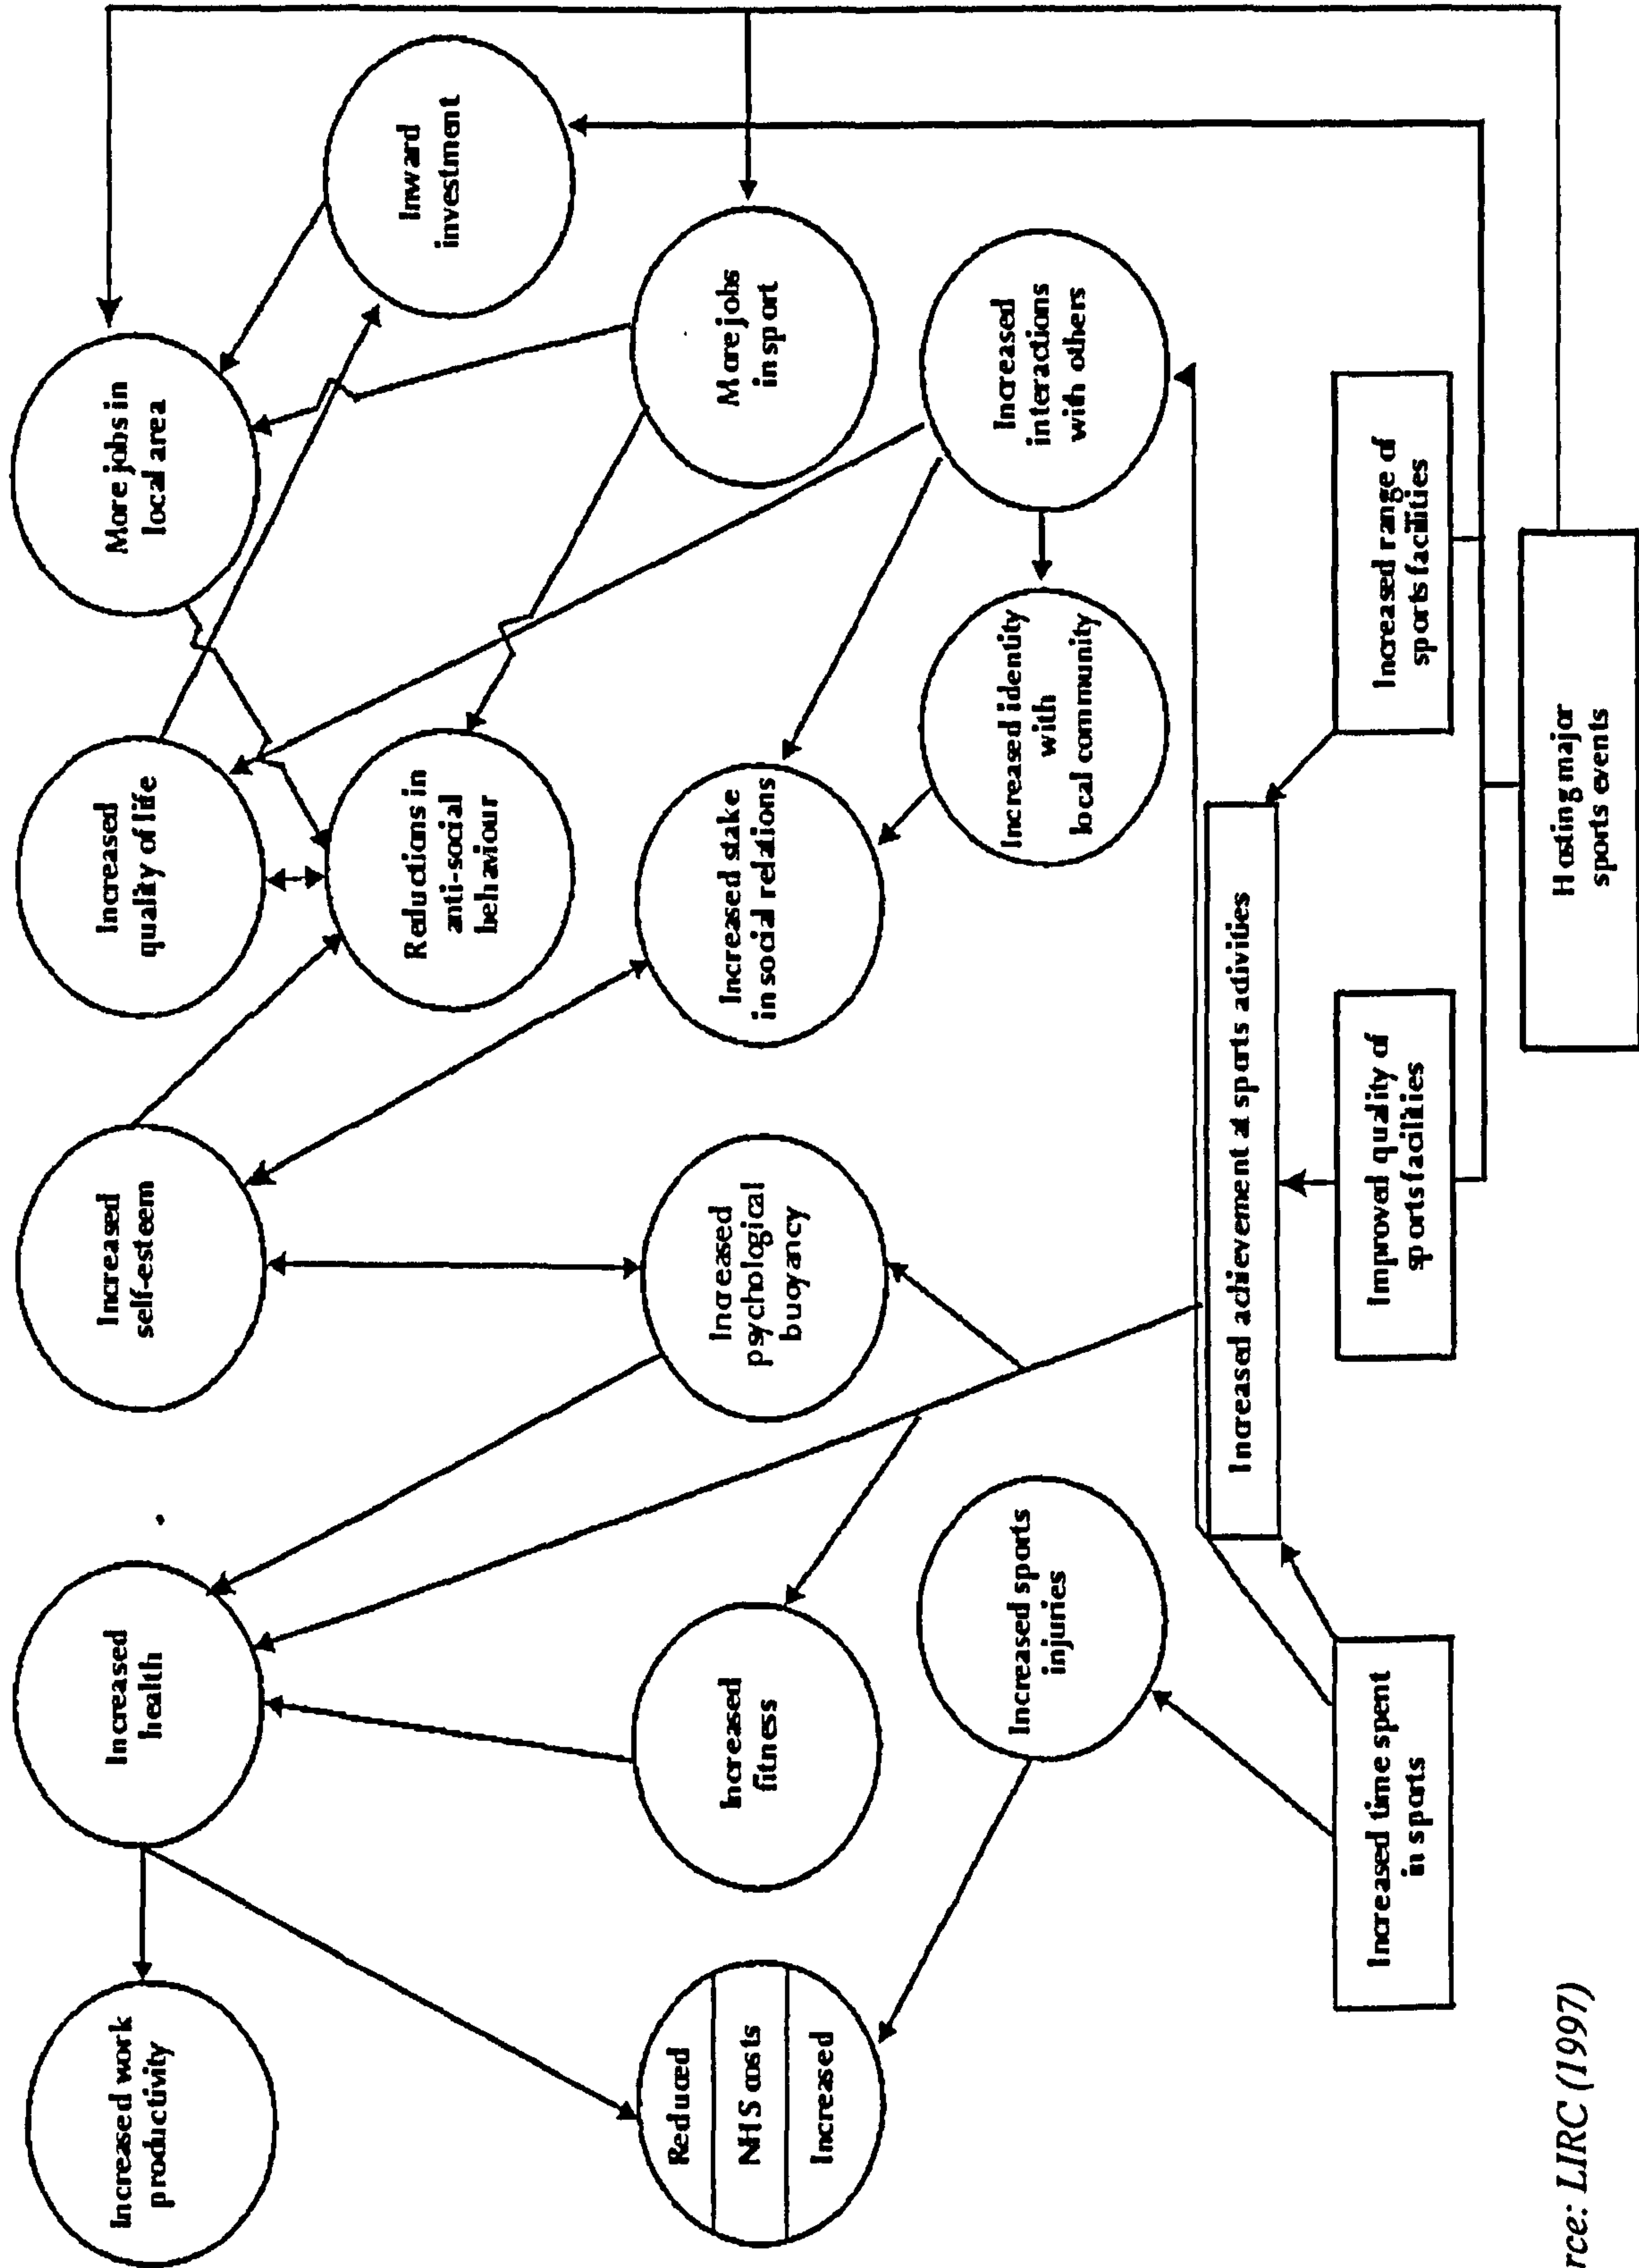 Increased work
productivity
Increased
health
Increased
self-esteem
Increased
quality of life
More jobs in
local area
Reductions in
anti-social
behaviour
Inward
investment
Reduced
NHS costs
Increased
Increased
fitness
Increased
psychological
buoyancy
Increased stake
in social relations
More jobs
in sport
Increased sports
injuries
Increased identity
with
local community
Increased
interactions
with others
Increased achievement at sports activities
Increased time spent
in sports
Improved quality of
sports facilities
Increased range of
sports facilities
Hosting major
sports events
rce: LIRC (1997)